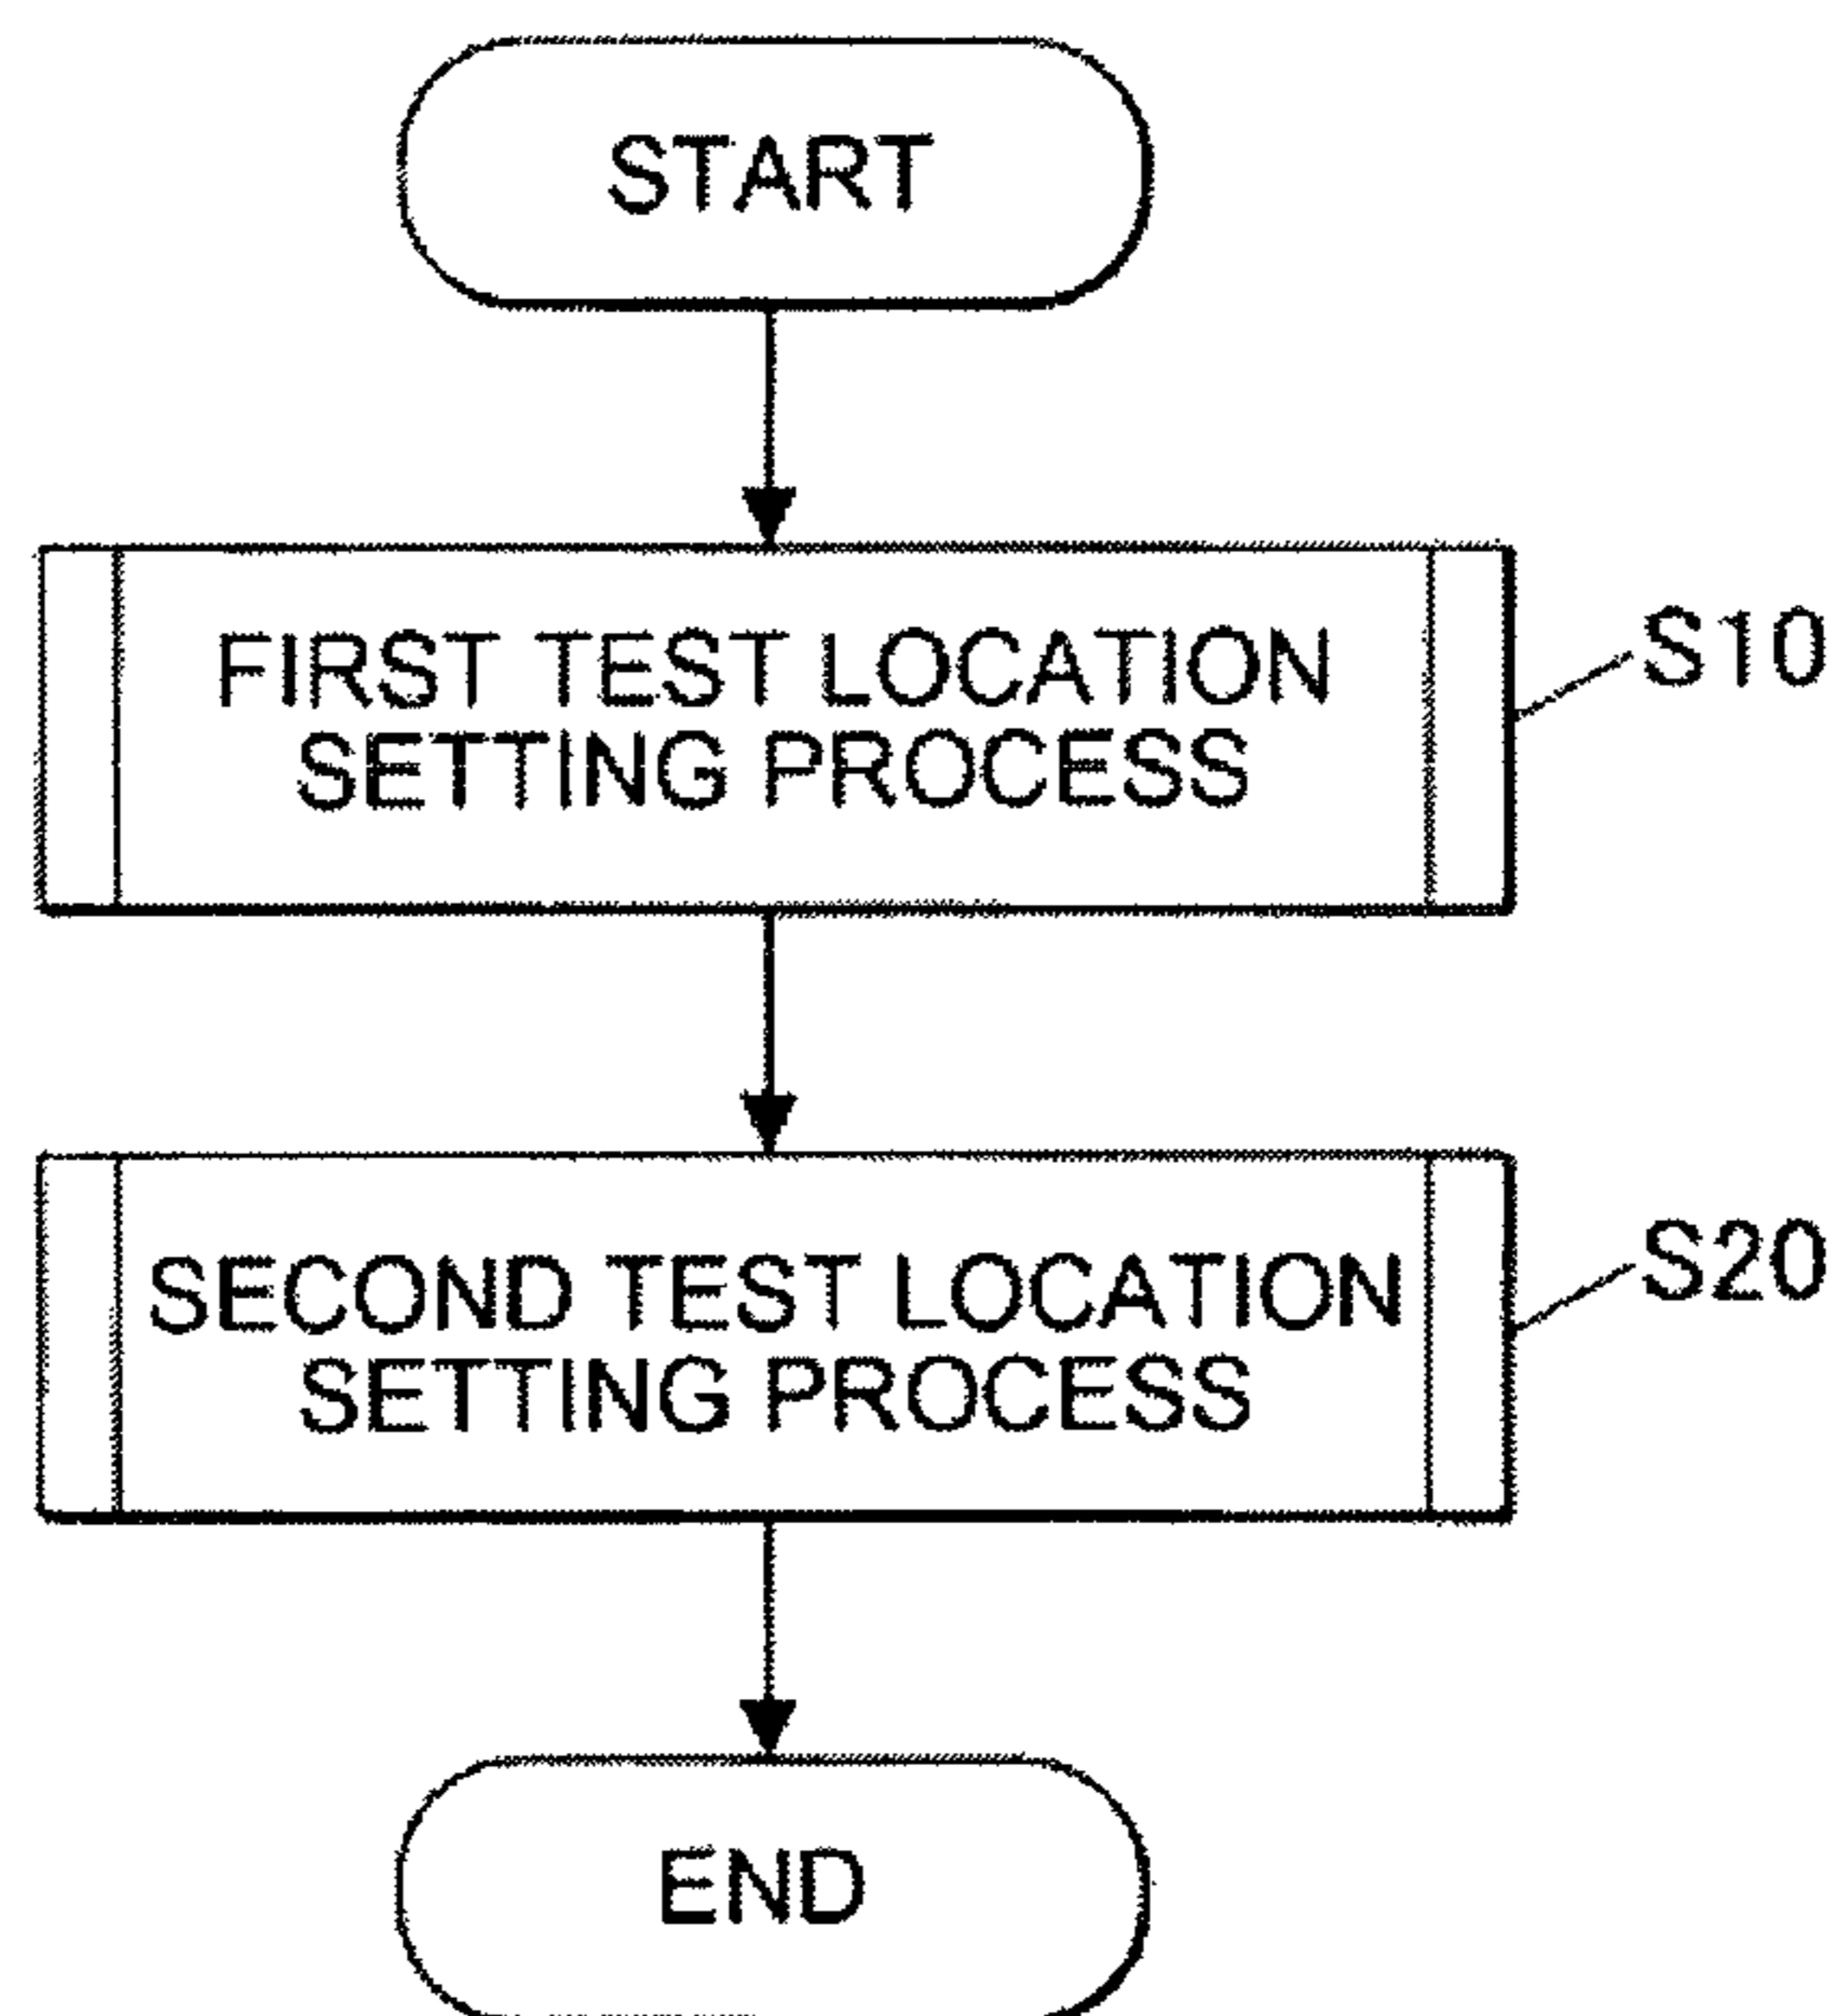 START
FIRST TEST LOCATION
SETTING PROCESS
S10
SECOND TEST LOCATION
SETTING PROCESS
S20
END